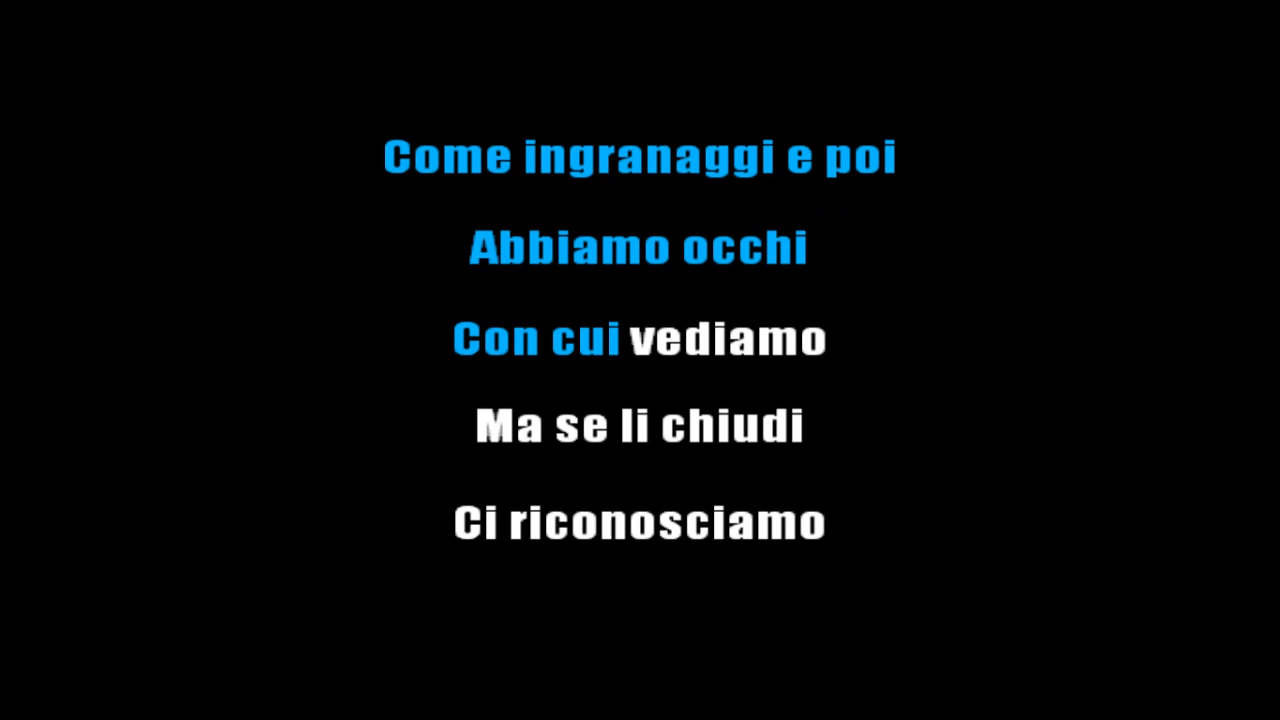 Come ingranaggi e poi
Abbiamo occhi
Con cui vediamo
Ma se li chiudi
Ci riconosciamo